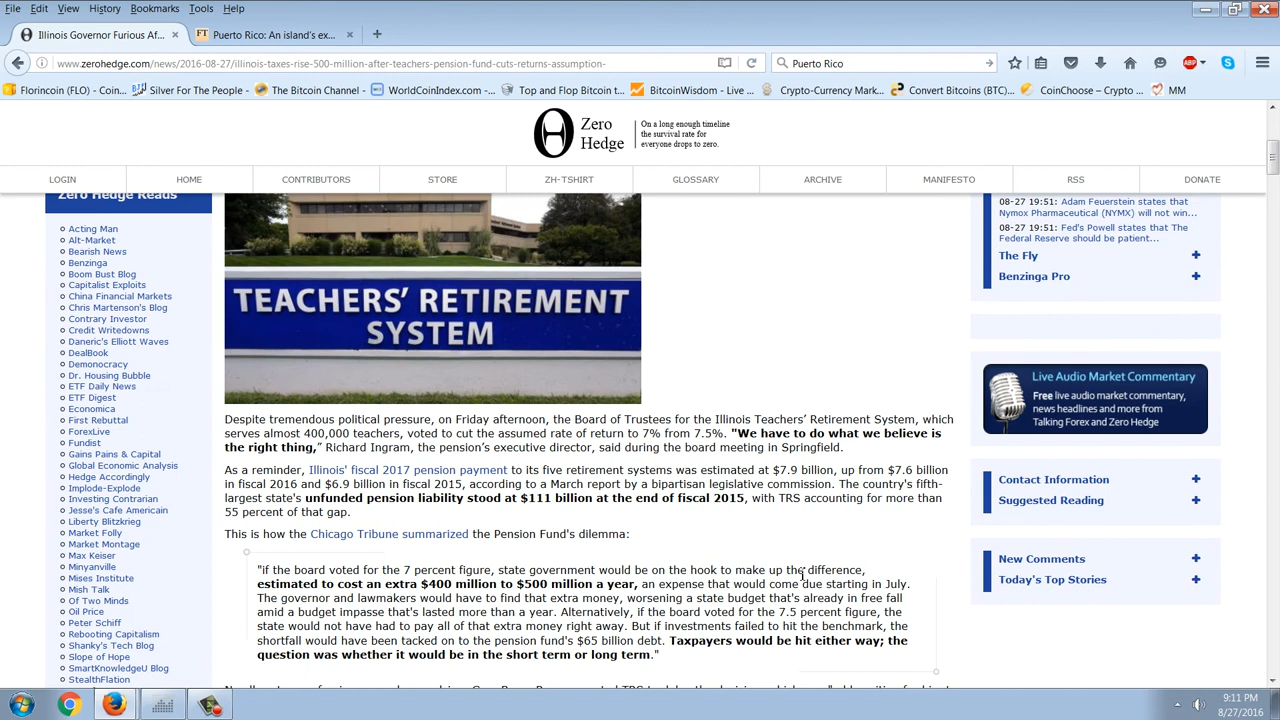 File Edit View History Bookmarks Tools Help
Illinois Governor Furious Af... × FT Puerto Rico: An island's ex... × +
www.zerohedge.com/news/2016-08-27/illinois-taxes-rise-500-million-after-teachers-pension-fund-cuts-returns-assumption- Puerto Rico
Florincoin (FLO) - Coin... Silver For The People - ... The Bitcoin Channel - ... WorldCoinIndex.com -... Top and Flop Bitcoin t... BitcoinWisdom - Live ... Crypto-Currency Mark... Convert Bitcoins (BTC)... CoinChoose – Crypto ... MM
Zero
Hedge
On a long enough timeline
the survival rate for
everyone drops to zero.
LOGIN HOME CONTRIBUTORS STORE ZH-TSHIRT GLOSSARY ARCHIVE MANIFESTO RSS DONATE
Zero Hedge Reads
Acting Man
Alt-Market
Bearish News
Benzinga
Boom Bust Blog
Capitalist Exploits
China Financial Markets
Chris Martenson's Blog
Contrary Investor
Credit Writedowns
Daneric's Elliott Waves
DealBook
Demonocracy
Dr. Housing Bubble
ETF Daily News
ETF Digest
Economica
First Rebuttal
ForexLive
Fundist
Gains Pains & Capital
Global Economic Analysis
Hedge Accordingly
Implode-Explode
Investing Contrarian
Jesse's Cafe Americain
Liberty Blitzkrieg
Market Folly
Market Montage
Max Keiser
Minyanville
Mises Institute
Mish Talk
Of Two Minds
Oil Price
Peter Schiff
Rebooting Capitalism
Shanky's Tech Blog
Slope of Hope
SmartKnowledgeU Blog
StealthFlation
TEACHERS' RETIREMENT
SYSTEM
Despite tremendous political pressure, on Friday afternoon, the Board of Trustees for the Illinois Teachers' Retirement System, which
serves almost 400,000 teachers, voted to cut the assumed rate of return to 7% from 7.5%. "We have to do what we believe is
the right thing," Richard Ingram, the pension's executive director, said during the board meeting in Springfield.
As a reminder, Illinois' fiscal 2017 pension payment to its five retirement systems was estimated at $7.9 billion, up from $7.6 billion
in fiscal 2016 and $6.9 billion in fiscal 2015, according to a March report by a bipartisan legislative commission. The country's fifth-
largest state's unfunded pension liability stood at $111 billion at the end of fiscal 2015, with TRS accounting for more than
55 percent of that gap.
This is how the Chicago Tribune summarized the Pension Fund's dilemma:
"if the board voted for the 7 percent figure, state government would be on the hook to make up the difference,
estimated to cost an extra $400 million to $500 million a year, an expense that would come due starting in July.
The governor and lawmakers would have to find that extra money, worsening a state budget that's already in free fall
amid a budget impasse that's lasted more than a year. Alternatively, if the board voted for the 7.5 percent figure, the
state would not have had to pay all of that extra money right away. But if investments failed to hit the benchmark, the
shortfall would have been tacked on to the pension fund's $65 billion debt. Taxpayers would be hit either way; the
question was whether it would be in the short term or long term."
08-27 19:51: Adam Feuerstein states that
Nymox Pharmaceutical (NYMX) will not win...
08-27 19:51: Fed's Powell states that The
Federal Reserve should be patient...
The Fly +
Benzinga Pro +
Live Audio Market Commentary
Free live audio market commentary,
news headlines and more from
Talking Forex and Zero Hedge
Contact Information +
Suggested Reading +
New Comments +
Today's Top Stories +
9:11 PM
8/27/2016